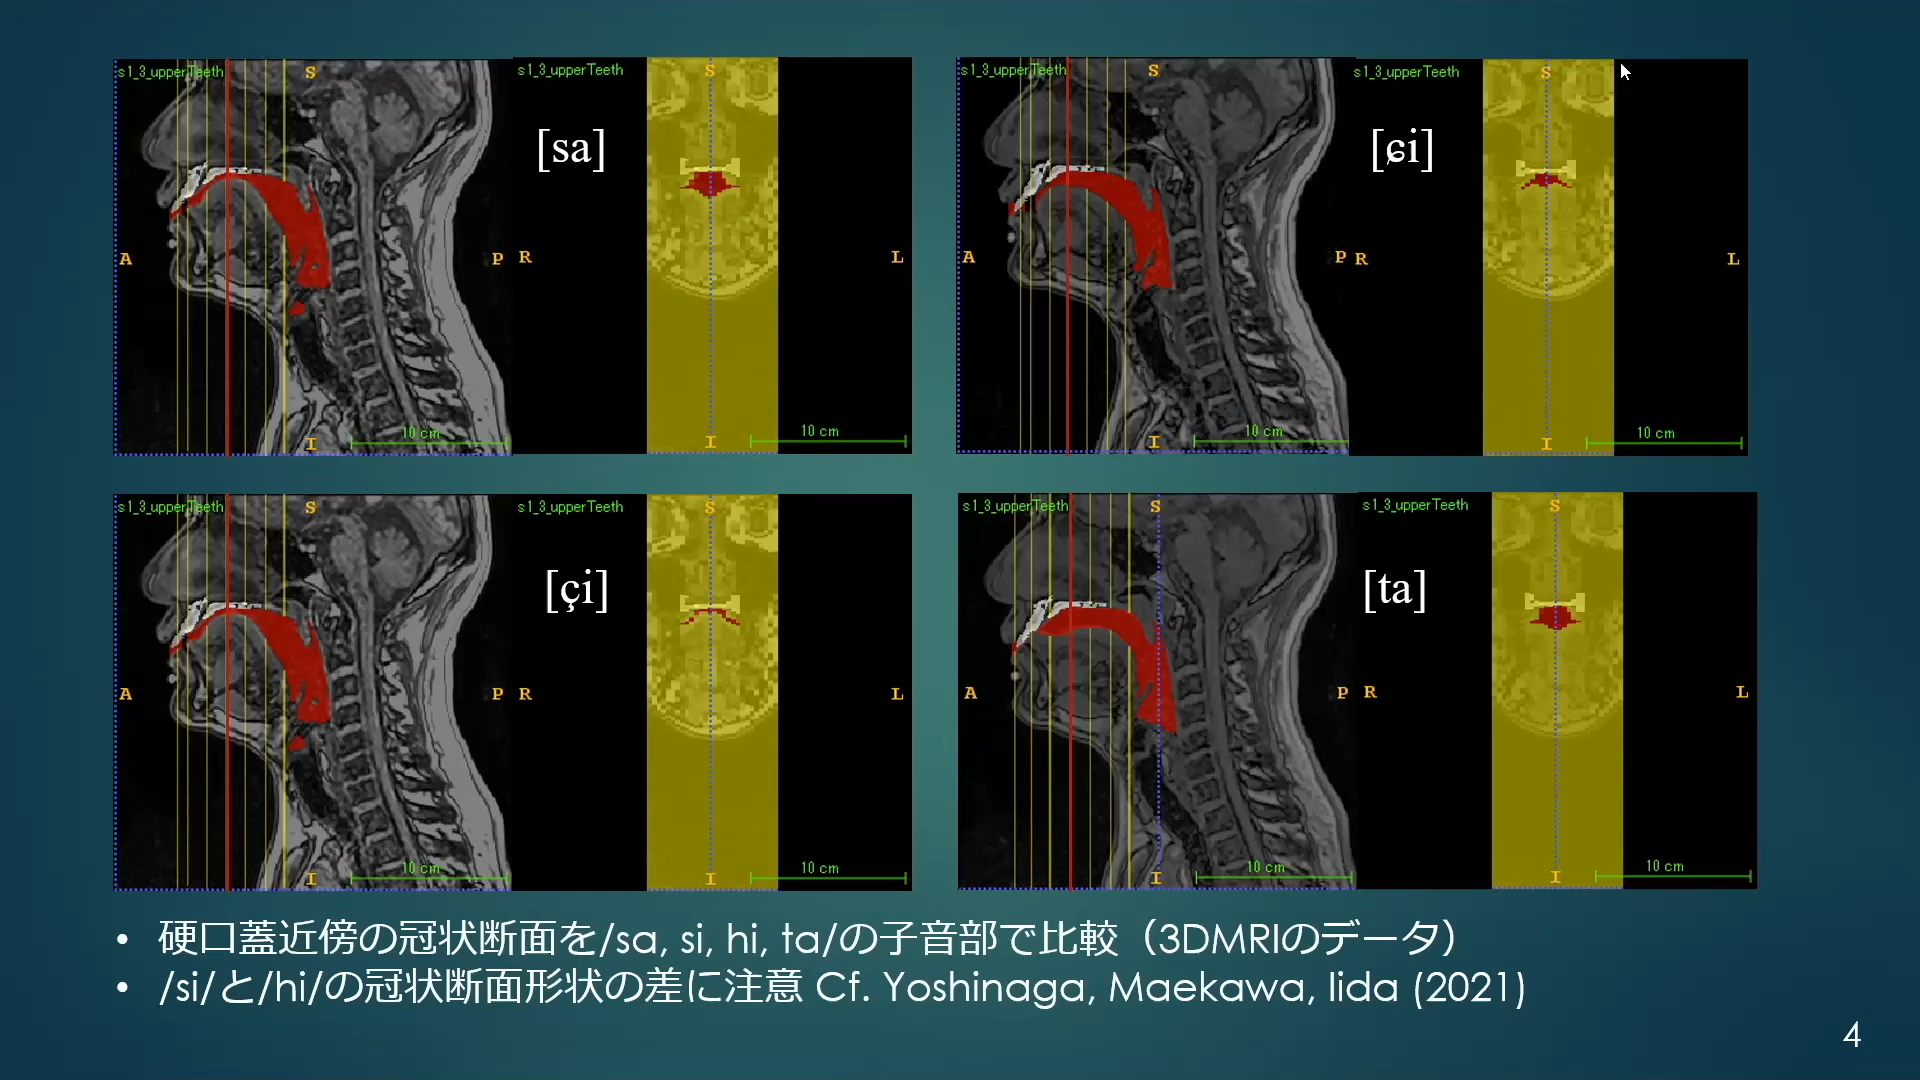 s1_3_upperTeeth
S
s1_3_upperTeeth
S
[sa]
A
P
R
L
10 cm
I
10 cm
I
s1_3_upperTeeth
S
s1_3_upperTeeth
S
[ɕi]
A
P
R
L
10 cm
I
10 cm
I
s1_3_upperTeeth
S
s1_3_upperTeeth
S
[çi]
A
P
R
L
10 cm
I
10 cm
I
s1_3_upperTeeth
S
s1_3_upperTeeth
S
[ta]
A
P
R
L
10 cm
I
10 cm
I
• 硬口蓋近傍の冠状断面を/sa, si, hi, ta/の子音部で比較（3DMRIのデータ）
• /si/と/hi/の冠状断面形状の差に注意 Cf. Yoshinaga, Maekawa, Iida (2021)
4